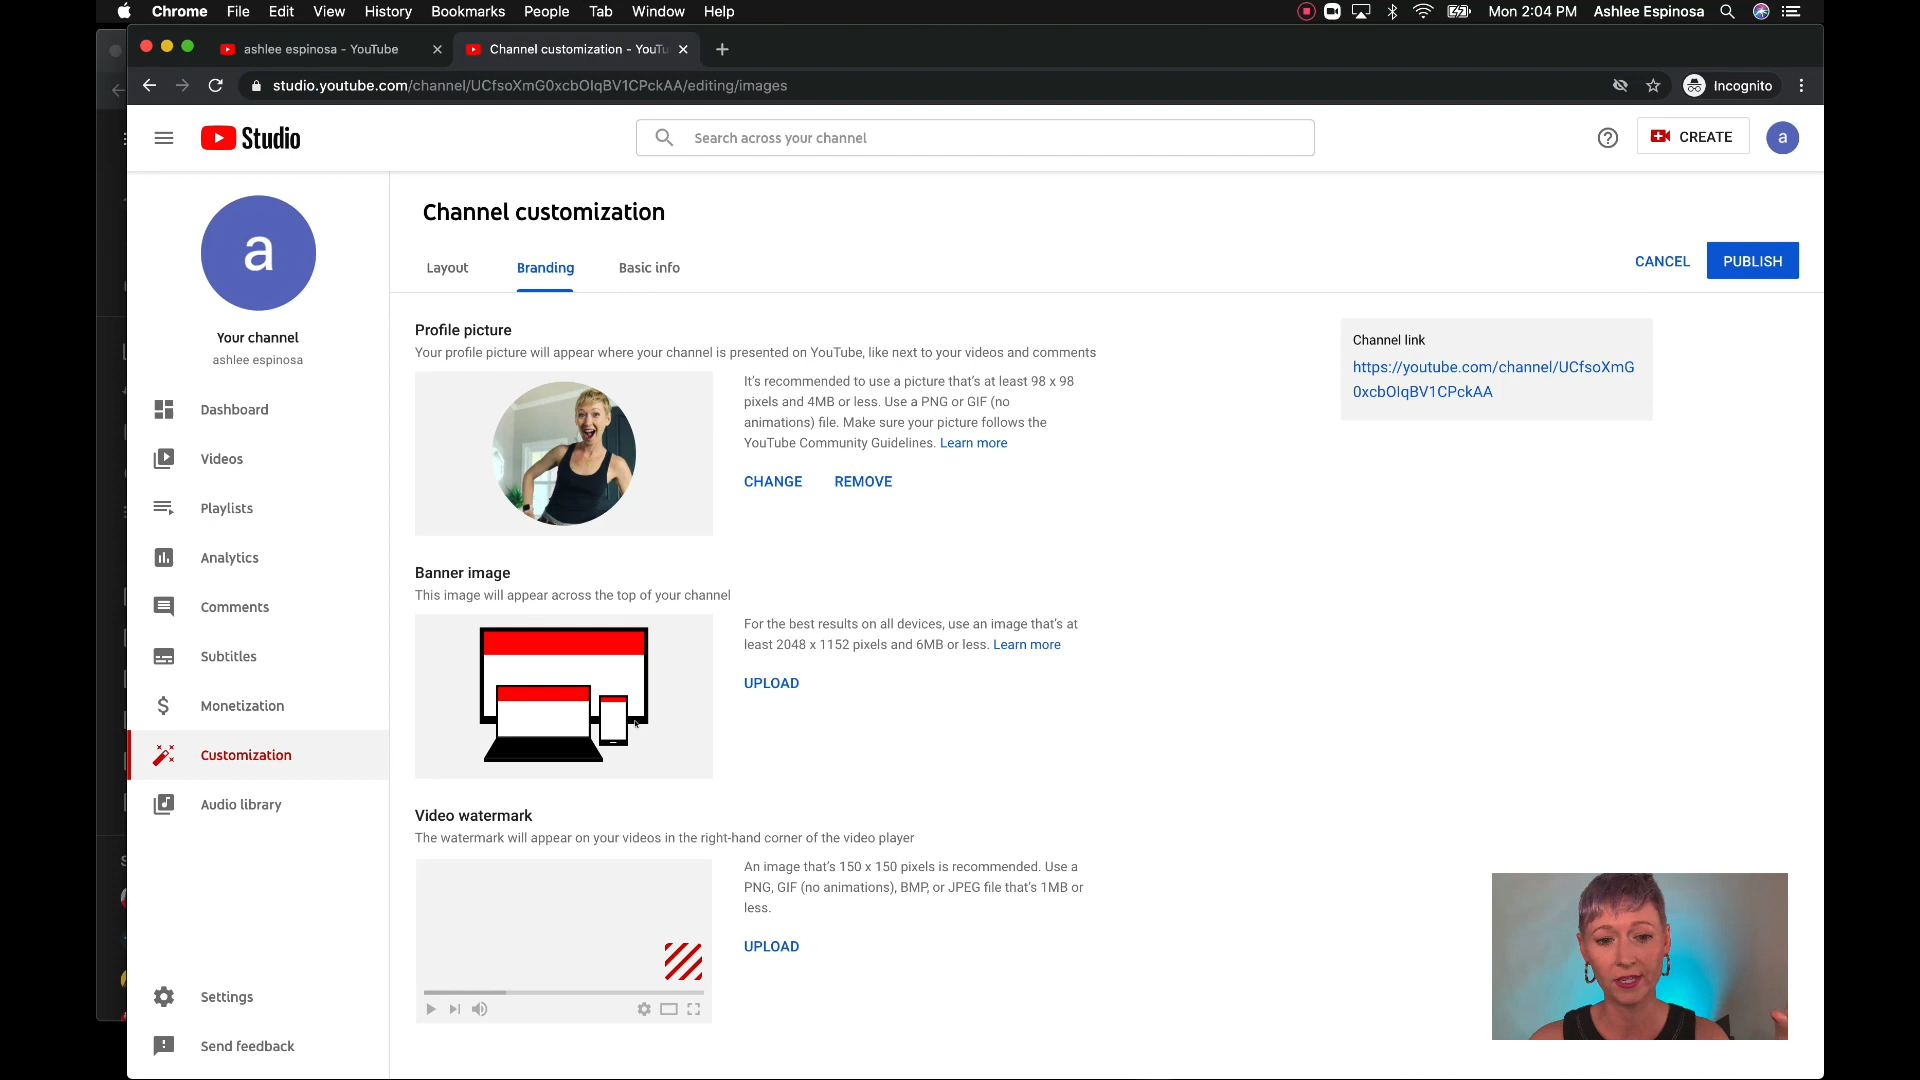 Chrome File Edit View History Bookmarks People Tab Window Help Mon 2:04 PM Ashlee Espinosa
ashlee espinosa - YouTube Channel customization - YouTu
studio.youtube.com/channel/UCfsoXmG0xcbOIqBV1CPckAA/editing/images Incognito
Studio Search across your channel CREATE a
a
Your channel
ashlee espinosa
Dashboard
Videos
Playlists
Analytics
Comments
Subtitles
Monetization
Customization
Audio library
Settings
Send feedback
Channel customization
Layout Branding Basic info
CANCEL PUBLISH
Profile picture
Your profile picture will appear where your channel is presented on YouTube, like next to your videos and comments
It's recommended to use a picture that's at least 98 x 98
pixels and 4MB or less. Use a PNG or GIF (no
animations) file. Make sure your picture follows the
YouTube Community Guidelines. Learn more
CHANGE REMOVE
Channel link
https://youtube.com/channel/UCfsoXmG
0xcbOIqBV1CPckAA
Banner image
This image will appear across the top of your channel
For the best results on all devices, use an image that's at
least 2048 x 1152 pixels and 6MB or less. Learn more
UPLOAD
Video watermark
The watermark will appear on your videos in the right-hand corner of the video player
An image that's 150 x 150 pixels is recommended. Use a
PNG, GIF (no animations), BMP, or JPEG file that's 1MB or
less.
UPLOAD